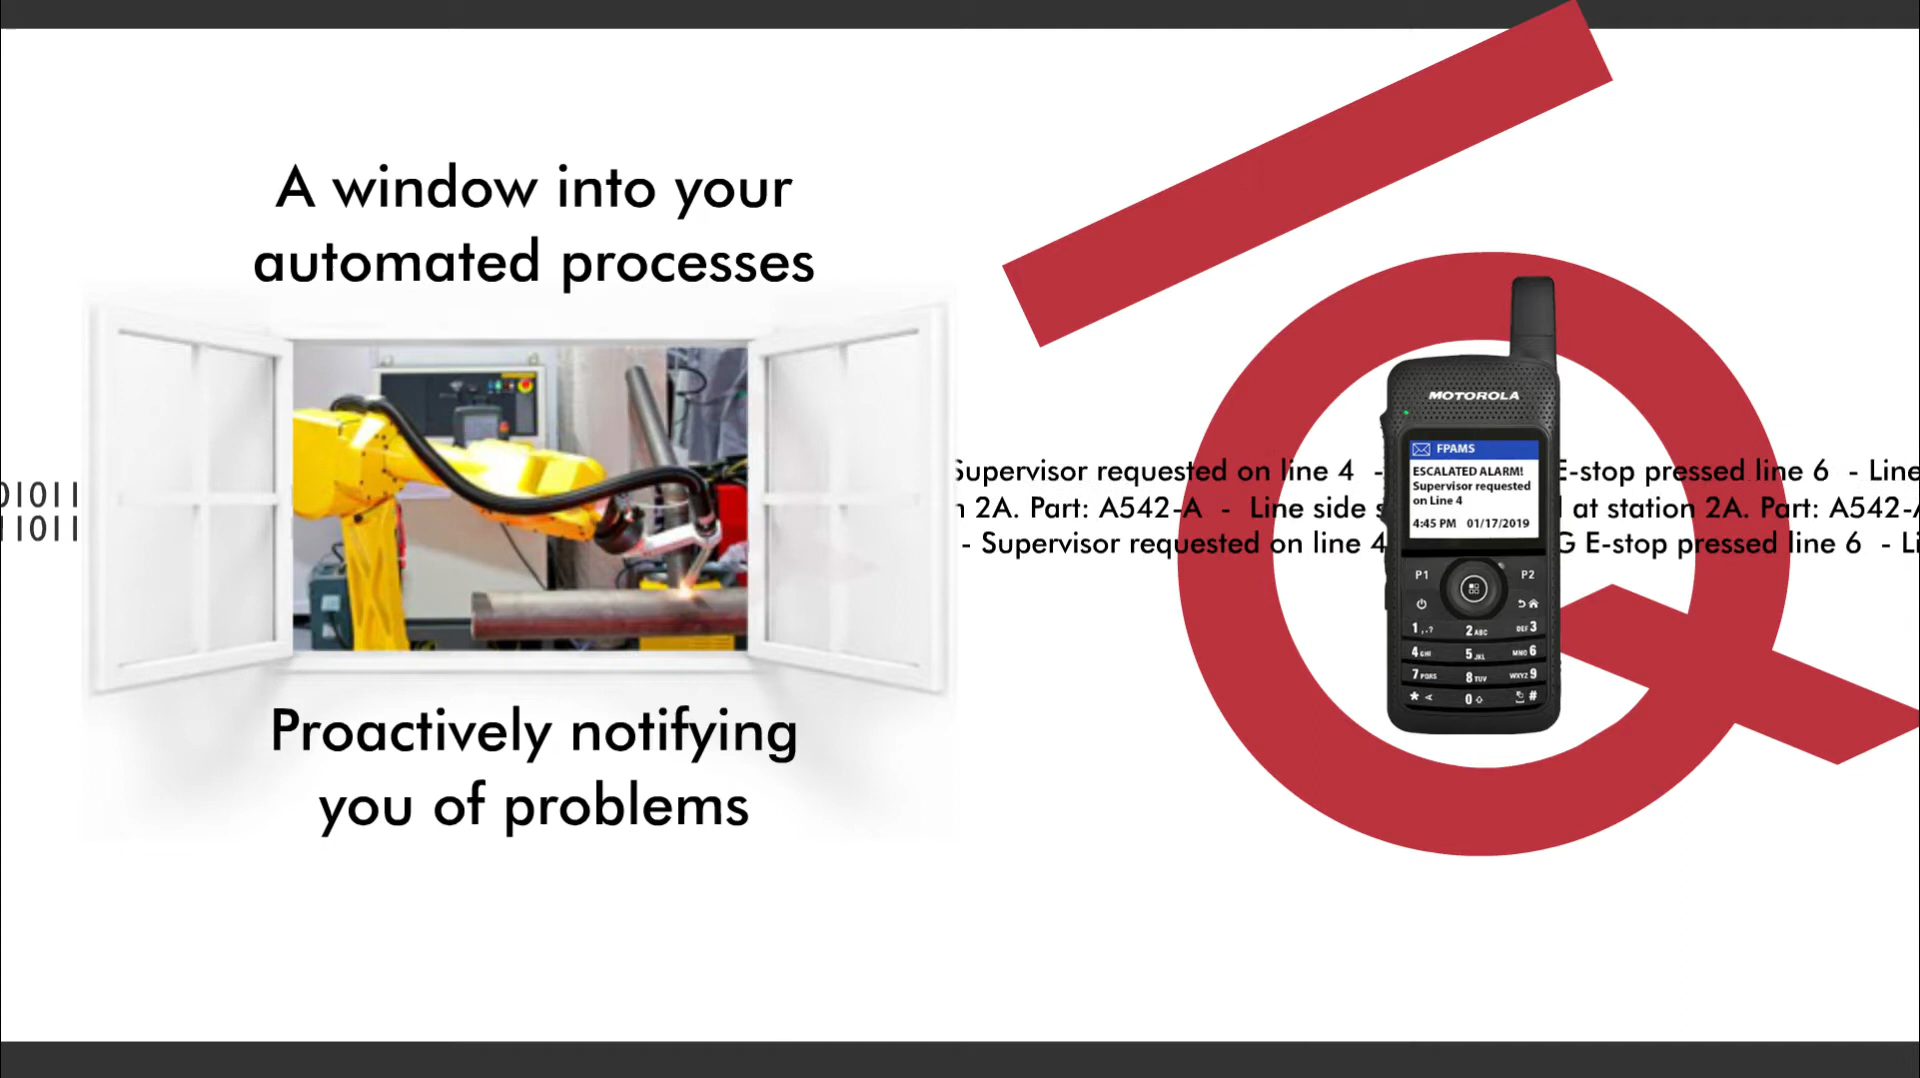 A window into your
automated processes
Proactively notifying
you of problems
01011
11011
Supervisor requested on line 4 - E-stop pressed line 6 - Line
2A. Part: A542-A - Line side at station 2A. Part: A542-A
- Supervisor requested on line 4 E-stop pressed line 6 -
MOTOROLA
FPAMS
ESCALATED ALARM!
Supervisor requested
on Line 4
4:45 PM 01/17/2019
P1 P2
1 ,.? 2 ABC DEF 3
4 GHI 5 JKL MNO 6
7 PQRS 8 TUV WXYZ 9
* < 0 #